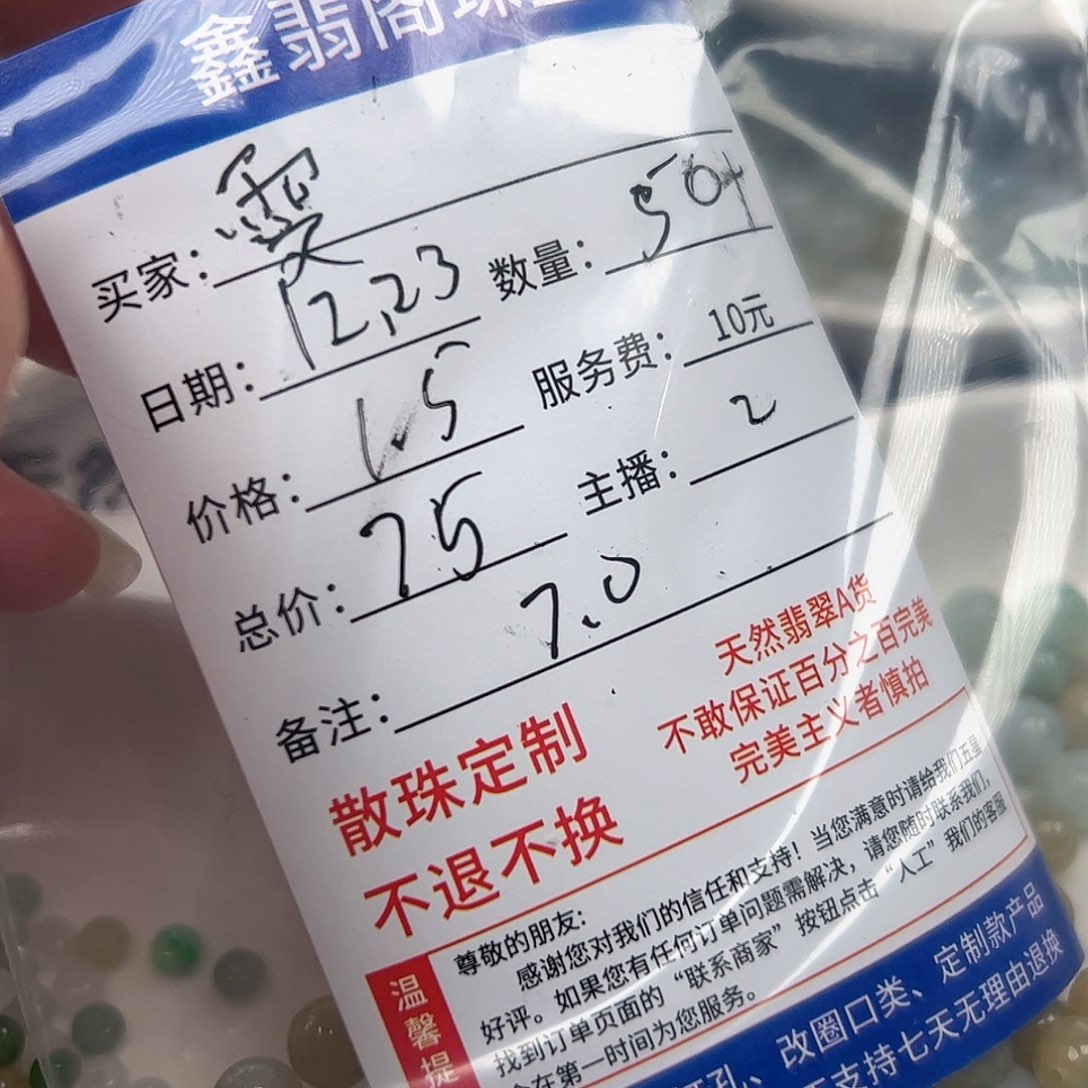 鑫翡阁珠
买家：雯
日期：12.23 数量：50个
价格：1.5 服务费：10元
总价：75 主播：2
备注：7.0
天然翡翠A货
不敢保证百分之百完美
完美主义者慎拍
散珠定制
不退不换
温馨提
尊敬的朋友：
感谢您对我们的信任和支持！当您满意时请给我们五星
好评。如果您有任何订单问题需解决，请您随时联系我们，
找到订单页面的“联系商家”按钮点击“人工”我们的客服
会在第一时间为您服务。
打孔、改圈口类、定制款产品
不支持七天无理由退换